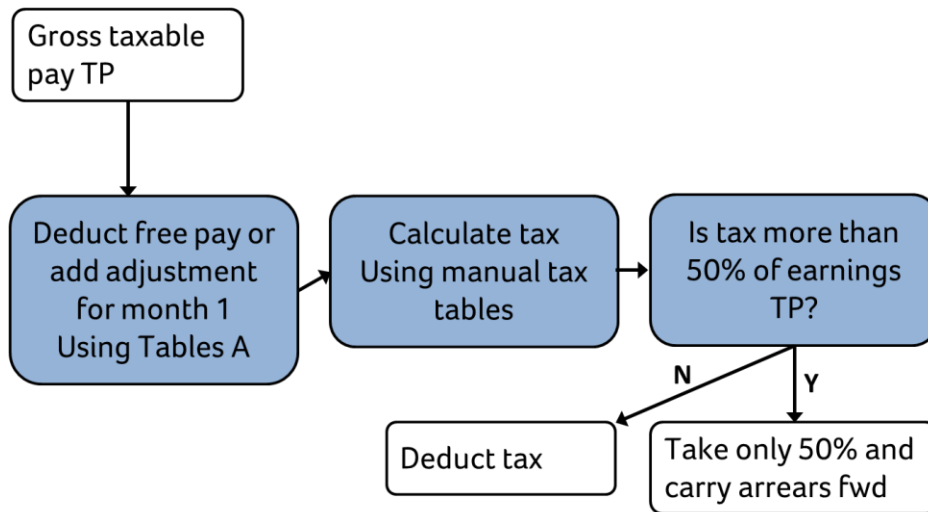 Gross taxable
pay TP
Deduct free pay or
add adjustment
for month 1
Using Tables A
Calculate tax
Using manual tax
tables
Is tax more than
50% of earnings
TP?
N
Y
Deduct tax
Take only 50% and
carry arrears fwd